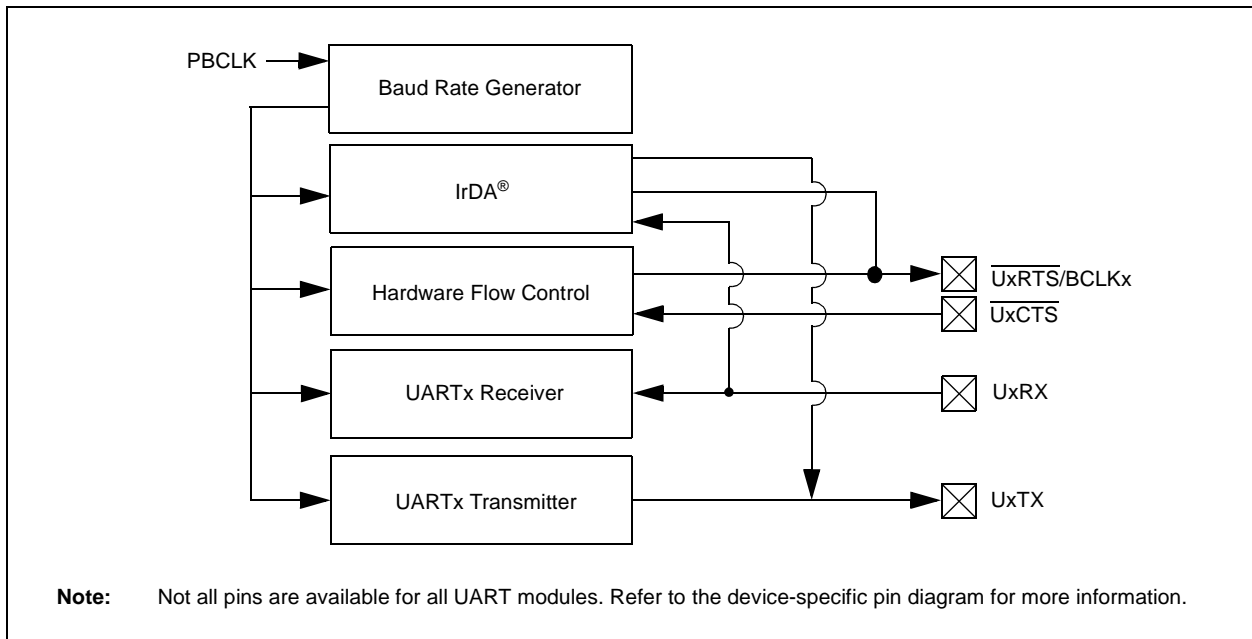 PBCLK
Baud Rate Generator
IrDA®
Hardware Flow Control
UxRTS/BCLKx
UxCTS
UARTx Receiver
UxRX
UARTx Transmitter
UxTX
Note: Not all pins are available for all UART modules. Refer to the device-specific pin diagram for more information.